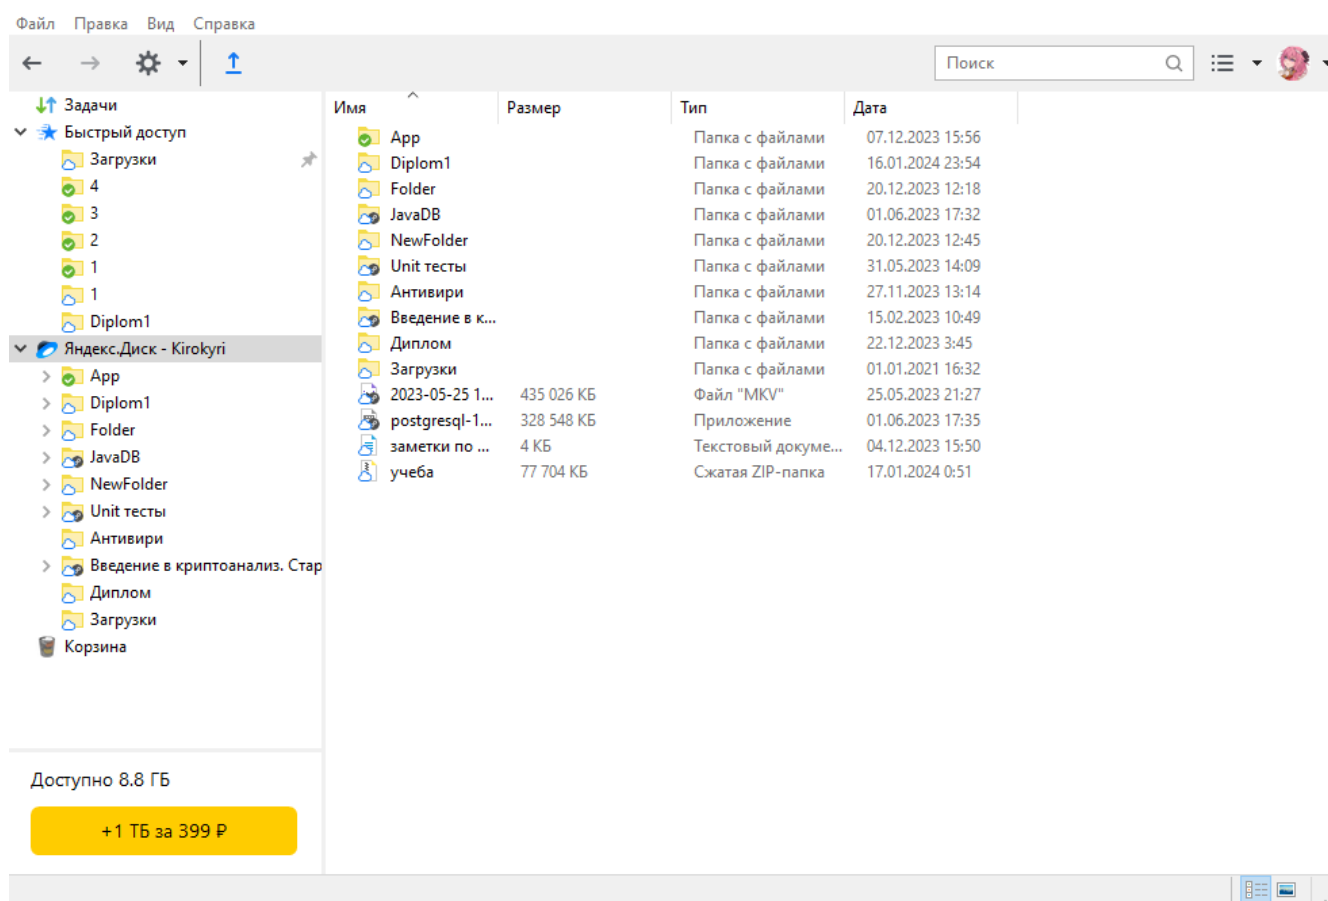 Файл Правка Вид Справка
Поиск
Задачи
Быстрый доступ
Загрузки
4
3
2
1
1
Diplom1
Яндекс.Диск - Kirokyri
App
Diplom1
Folder
JavaDB
NewFolder
Unit тесты
Антивири
Введение в криптоанализ. Стар
Диплом
Загрузки
Корзина
Доступно 8.8 ГБ
+1 ТБ за 399 ₽
Имя Размер Тип Дата
App Папка с файлами 07.12.2023 15:56
Diplom1 Папка с файлами 16.01.2024 23:54
Folder Папка с файлами 20.12.2023 12:18
JavaDB Папка с файлами 01.06.2023 17:32
NewFolder Папка с файлами 20.12.2023 12:45
Unit тесты Папка с файлами 31.05.2023 14:09
Антивири Папка с файлами 27.11.2023 13:14
Введение в к... Папка с файлами 15.02.2023 10:49
Диплом Папка с файлами 22.12.2023 3:45
Загрузки Папка с файлами 01.01.2021 16:32
2023-05-25 1... 435 026 КБ Файл "MKV" 25.05.2023 21:27
postgresql-1... 328 548 КБ Приложение 01.06.2023 17:35
заметки по ... 4 КБ Текстовый докуме... 04.12.2023 15:50
учеба 77 704 КБ Сжатая ZIP-папка 17.01.2024 0:51